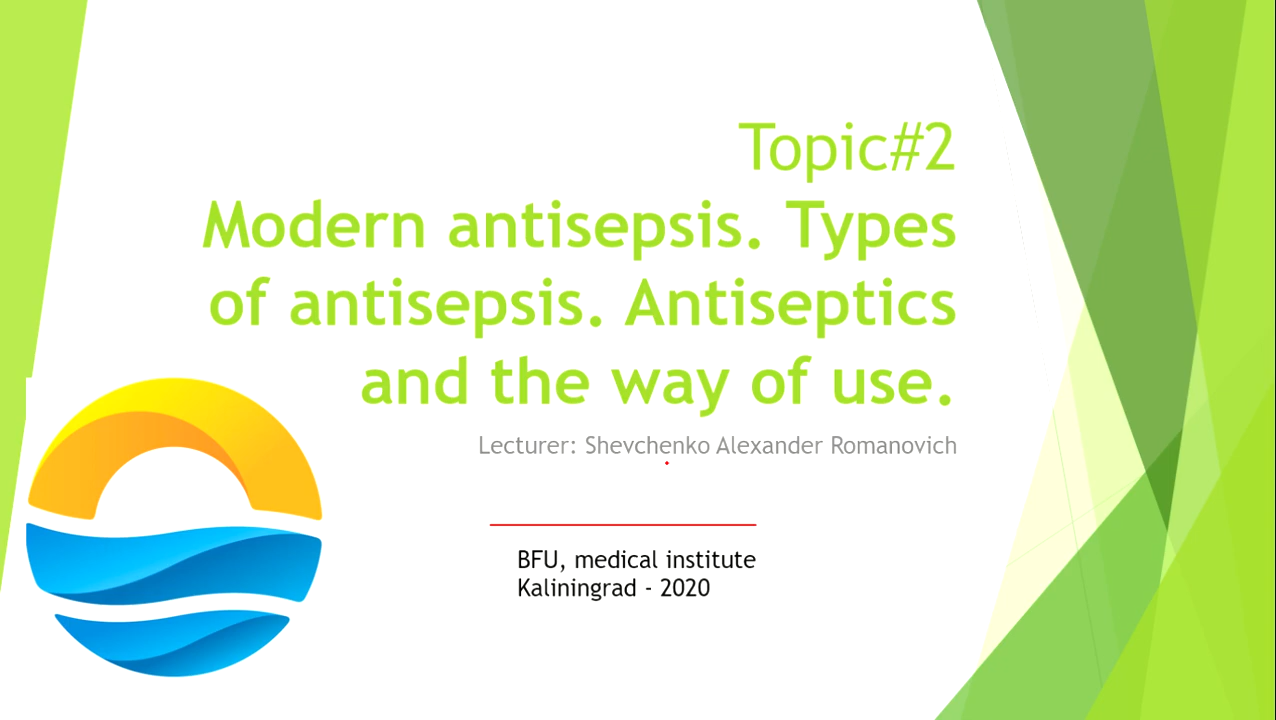 Topic#2
Modern antisepsis. Types
of antisepsis. Antiseptics
and the way of use.
Lecturer: Shevchenko Alexander Romanovich
BFU, medical institute
Kaliningrad - 2020